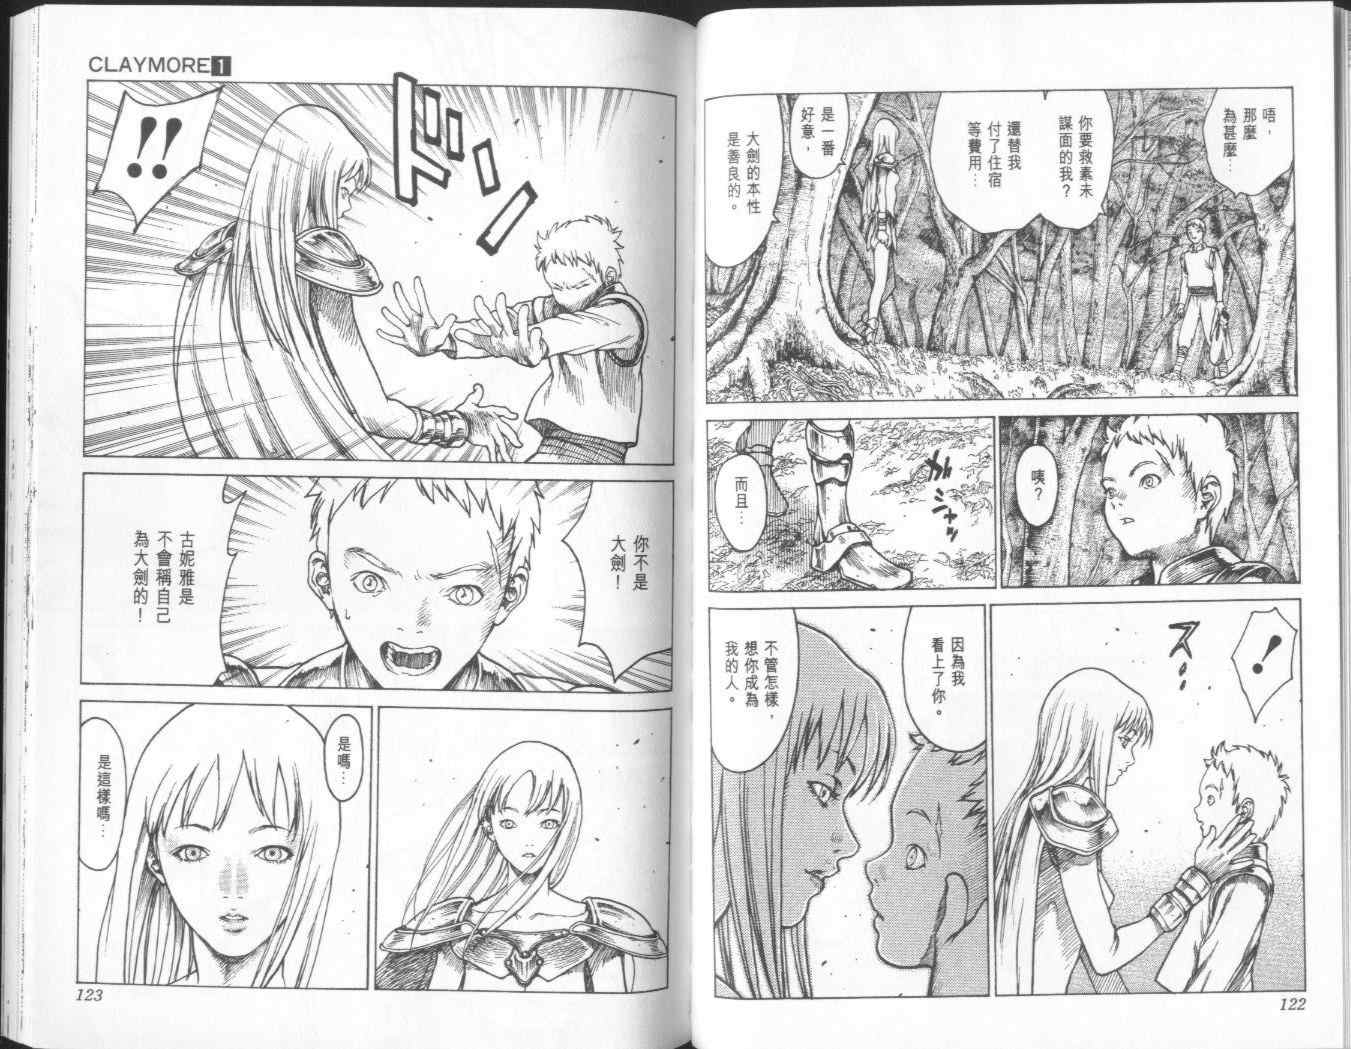 唔，
那麼
為甚麼…
你要救素未
謀面的我？
還替我
付了住宿
等費用…
是一番
好意，
大劍的本性
是善良的。
咦？
而且…
ガ
シャッ
!
ス…
因為我
看上了你。
不管怎樣，
想你成為
我的人。
122
CLAYMORE 1
ドン
!!
你不是
大劍！
古妮雅是
不會稱自己
為大劍的！
是嗎…
是這樣嗎…
123